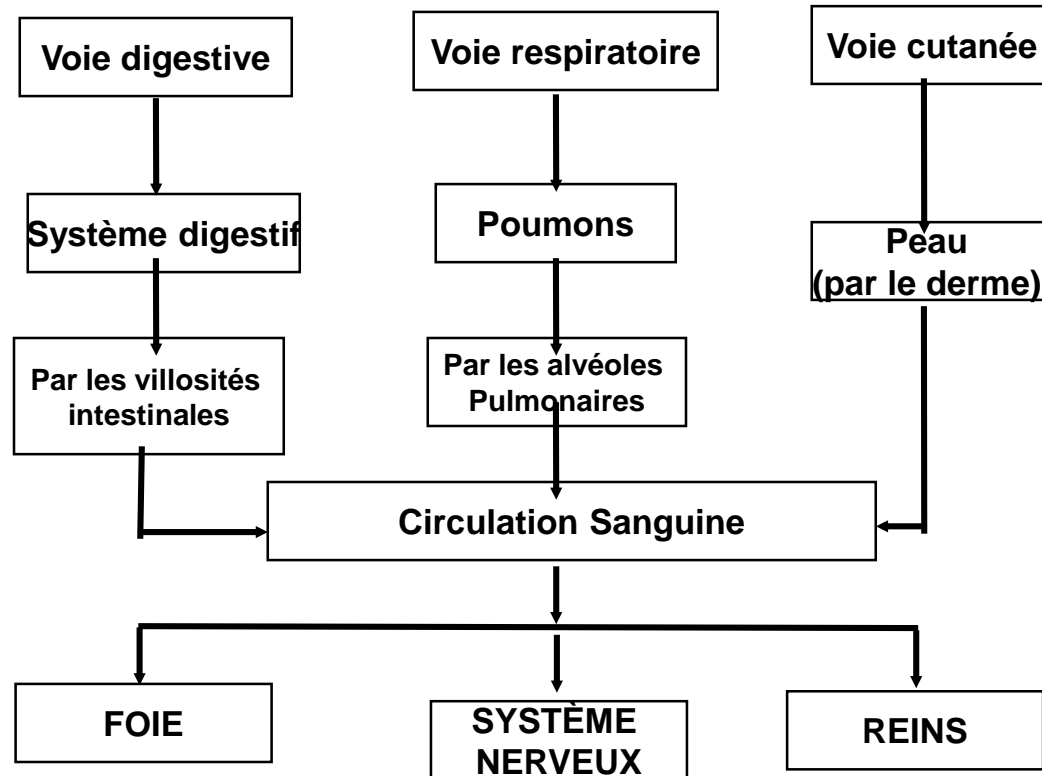 Voie digestive
Voie respiratoire
Voie cutanée
Système digestif
Poumons
Peau
(par le derme)
Par les villosités
intestinales
Par les alvéoles
Pulmonaires
Circulation Sanguine
FOIE
SYSTÈME
NERVEUX
REINS